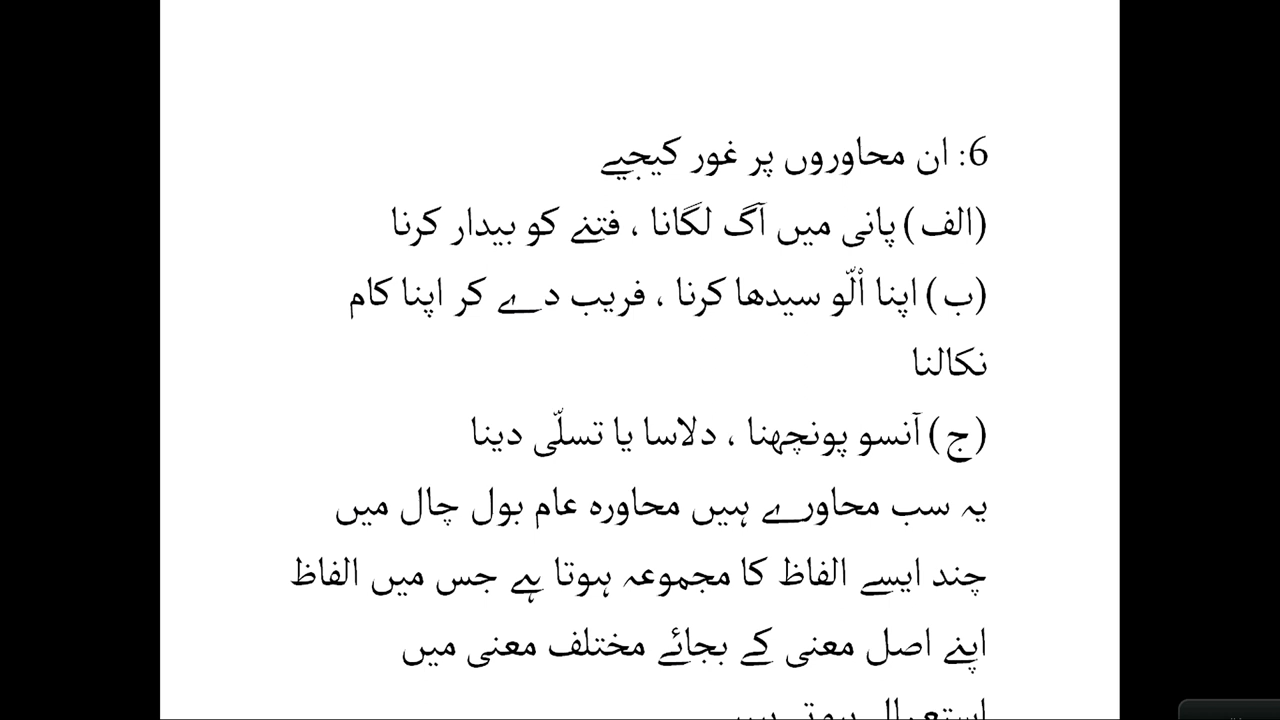 6: ان محاوروں پر غور کیجیے
(الف) پانی میں آگ لگانا ، فتنے کو بیدار کرنا
(ب) اپنا اْلّو سیدھا کرنا ، فریب دے کر اپنا کام
نکالنا
(ج) آنسو پونچھنا ، دلاسا یا تسلّی دینا
یہ سب محاورے ہیں محاورہ عام بول چال میں
چند ایسے الفاظ کا مجموعہ ہوتا ہے جس میں الفاظ
اپنے اصل معنی کے بجائے مختلف معنی میں
استعمال ہوتے ہیں